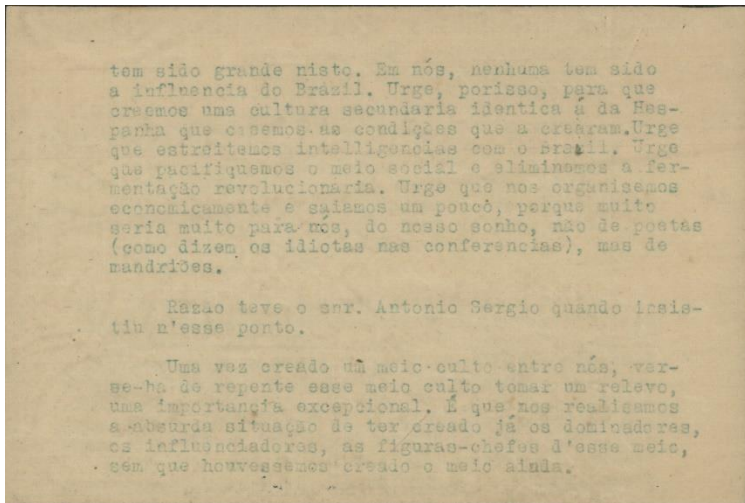 tem sido grande nisto. Em nós, nenhuma tem sido
a influencia do Brasil. Urge, porisso, para que
creemos uma cultura secundaria identica á da Hes-
panha que creemos as condições que a crearam.Urge
que estreitemos intelligencias com o Brazil. Urge
que pacifiquemos o meio social e eliminemos a fer-
mentação revolucionaria. Urge que nos organisemos
economicamente e saiamos um pouco, porque muito
seria muito para nós, do nosso sonho, não de poetas
(como dizem os idiotas nas conferencias), mas de
mandriões.
Razão teve o snr. Antonio Sergio quando insis-
tiu n'esse ponto.
Uma vez creado um meio culto entre nós, ver-
se-ha de repente esse meio culto tomar um relevo,
uma importancia excepcional. É que nos realisamos
a absurda situação de ter creado já os dominadores,
os influenciadores, as figuras-chefes d'esse meio,
sem que houvessemos creado o meio ainda.